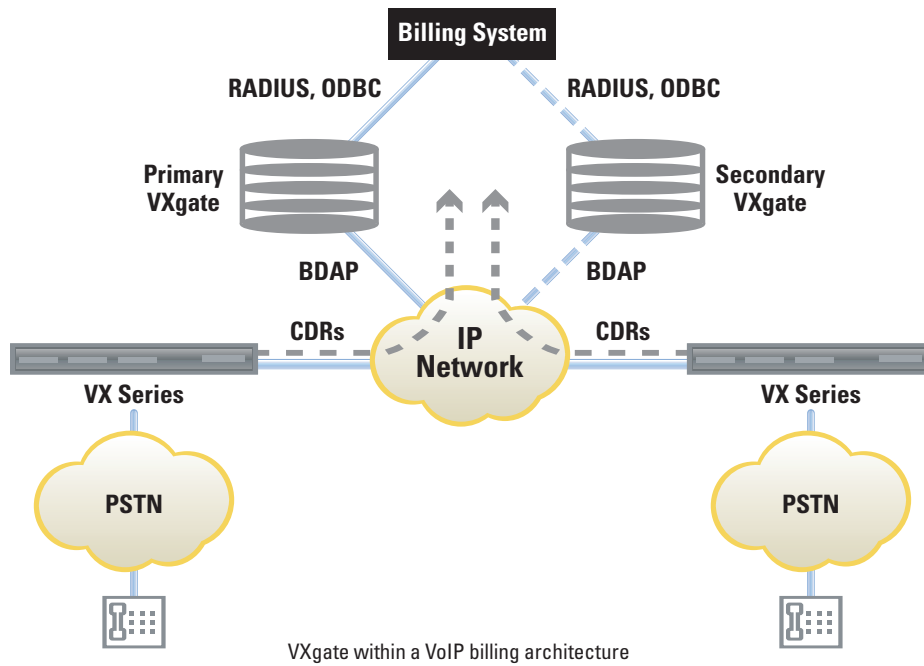 Billing System
RADIUS, ODBC
RADIUS, ODBC
Primary
VXgate
Secondary
VXgate
BDAP
BDAP
CDRs
IP
Network
CDRs
VX Series
VX Series
PSTN
PSTN
VXgate within a VoIP billing architecture